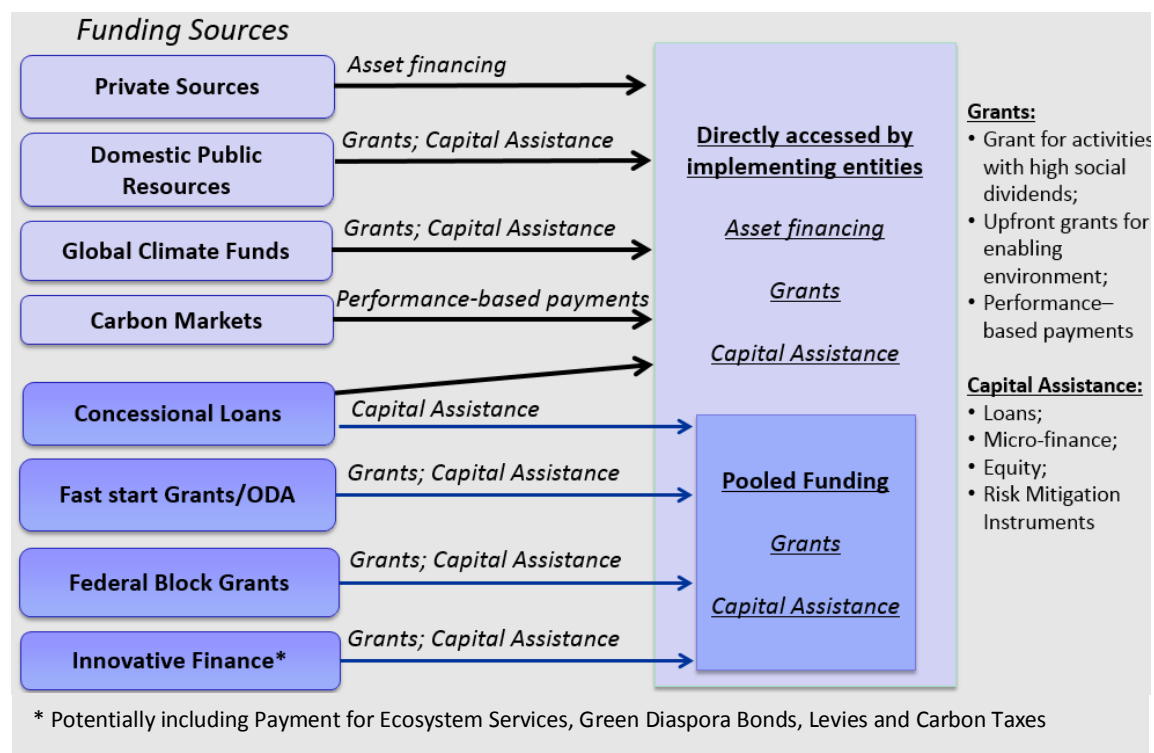 Funding Sources
Private Sources
Asset financing
Domestic Public
Resources
Grants; Capital Assistance
Global Climate Funds
Grants; Capital Assistance
Carbon Markets
Performance-based payments
Concessional Loans
Capital Assistance
Fast start Grants/ODA
Grants; Capital Assistance
Federal Block Grants
Grants; Capital Assistance
Innovative Finance*
Grants; Capital Assistance
Directly accessed by
implementing entities
Asset financing
Grants
Capital Assistance
Pooled Funding
Grants
Capital Assistance
Grants:
• Grant for activities
with high social
dividends;
• Upfront grants for
enabling
environment;
• Performance–
based payments
Capital Assistance:
• Loans;
• Micro-finance;
• Equity;
• Risk Mitigation
Instruments
* Potentially including Payment for Ecosystem Services, Green Diaspora Bonds, Levies and Carbon Taxes